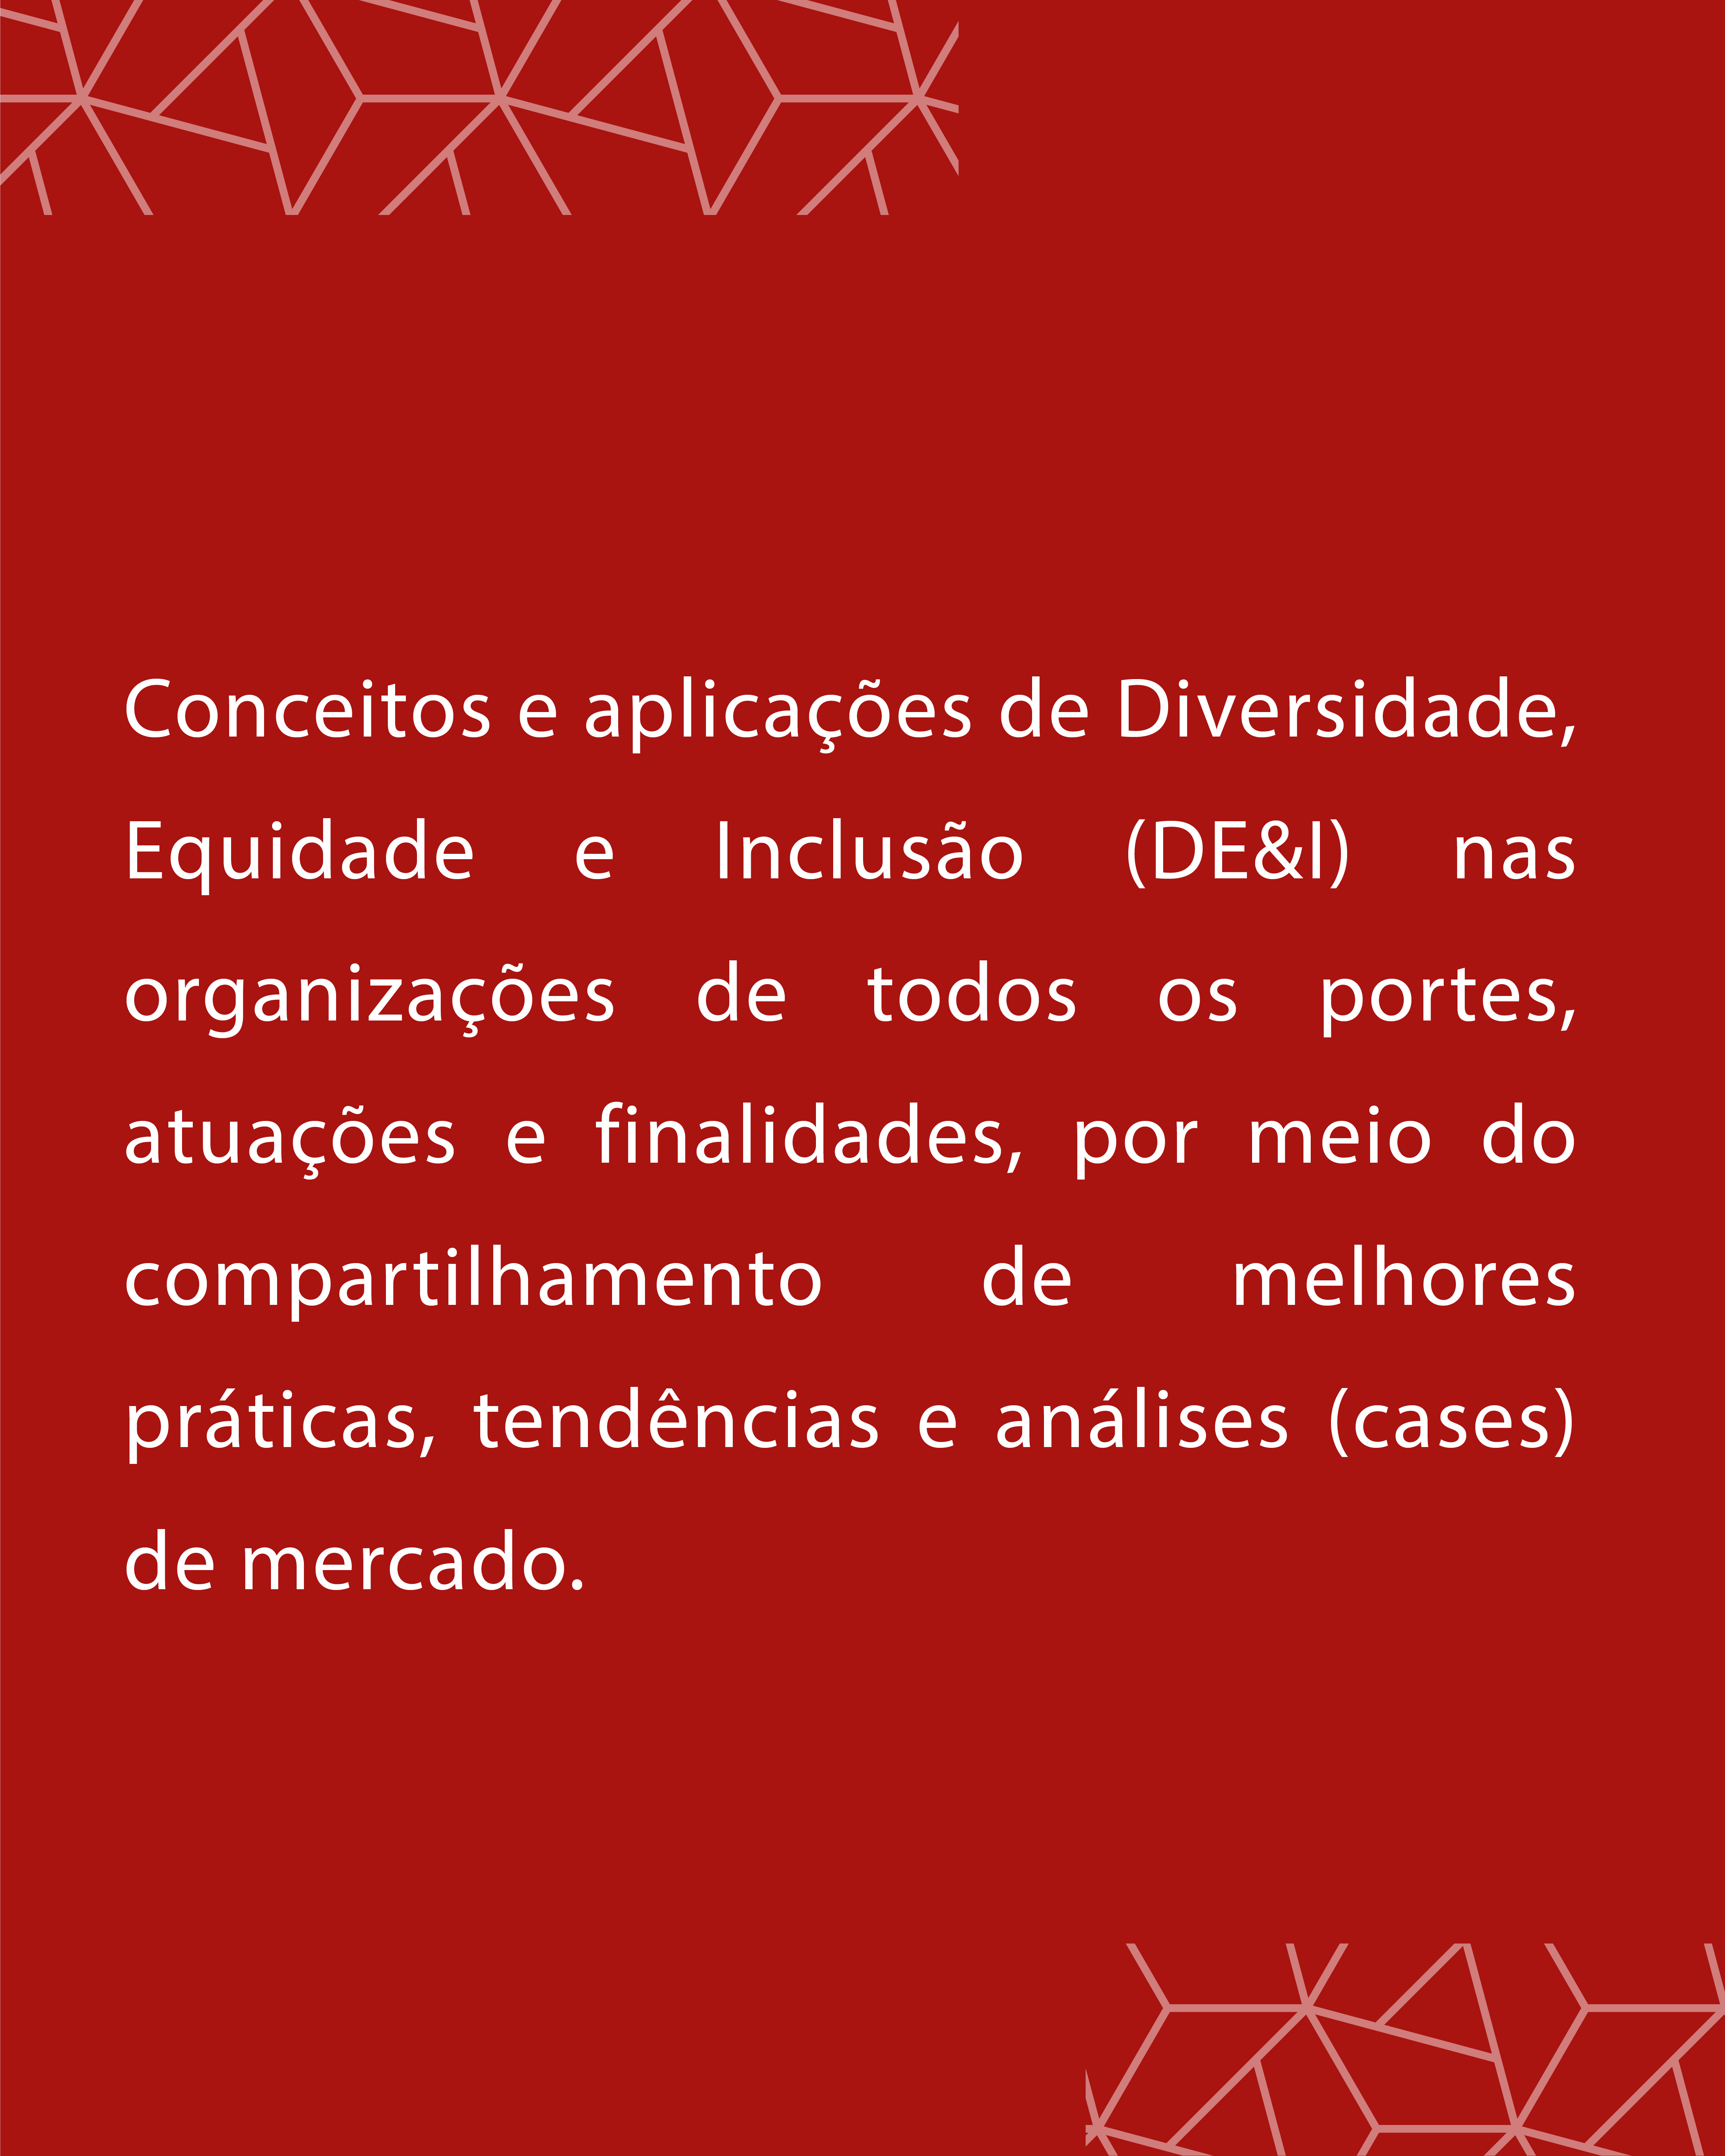 Conceitos e aplicações de Diversidade,
Equidade e Inclusão (DE&I) nas
organizações de todos os portes,
atuações e finalidades, por meio do
compartilhamento de melhores
práticas, tendências e análises (cases)
de mercado.